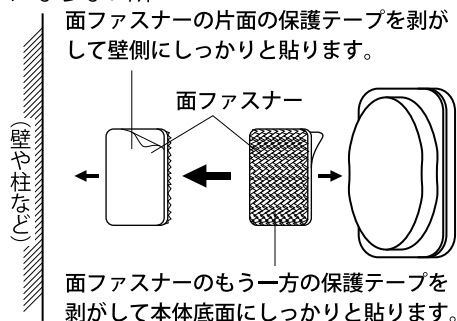 面ファスナーの片面の保護テープを剥が
して壁側にしっかりと貼ります。
面ファスナー
（壁や柱など）
面ファスナーのもう一方の保護テープを
剥がして本体底面にしっかりと貼ります。